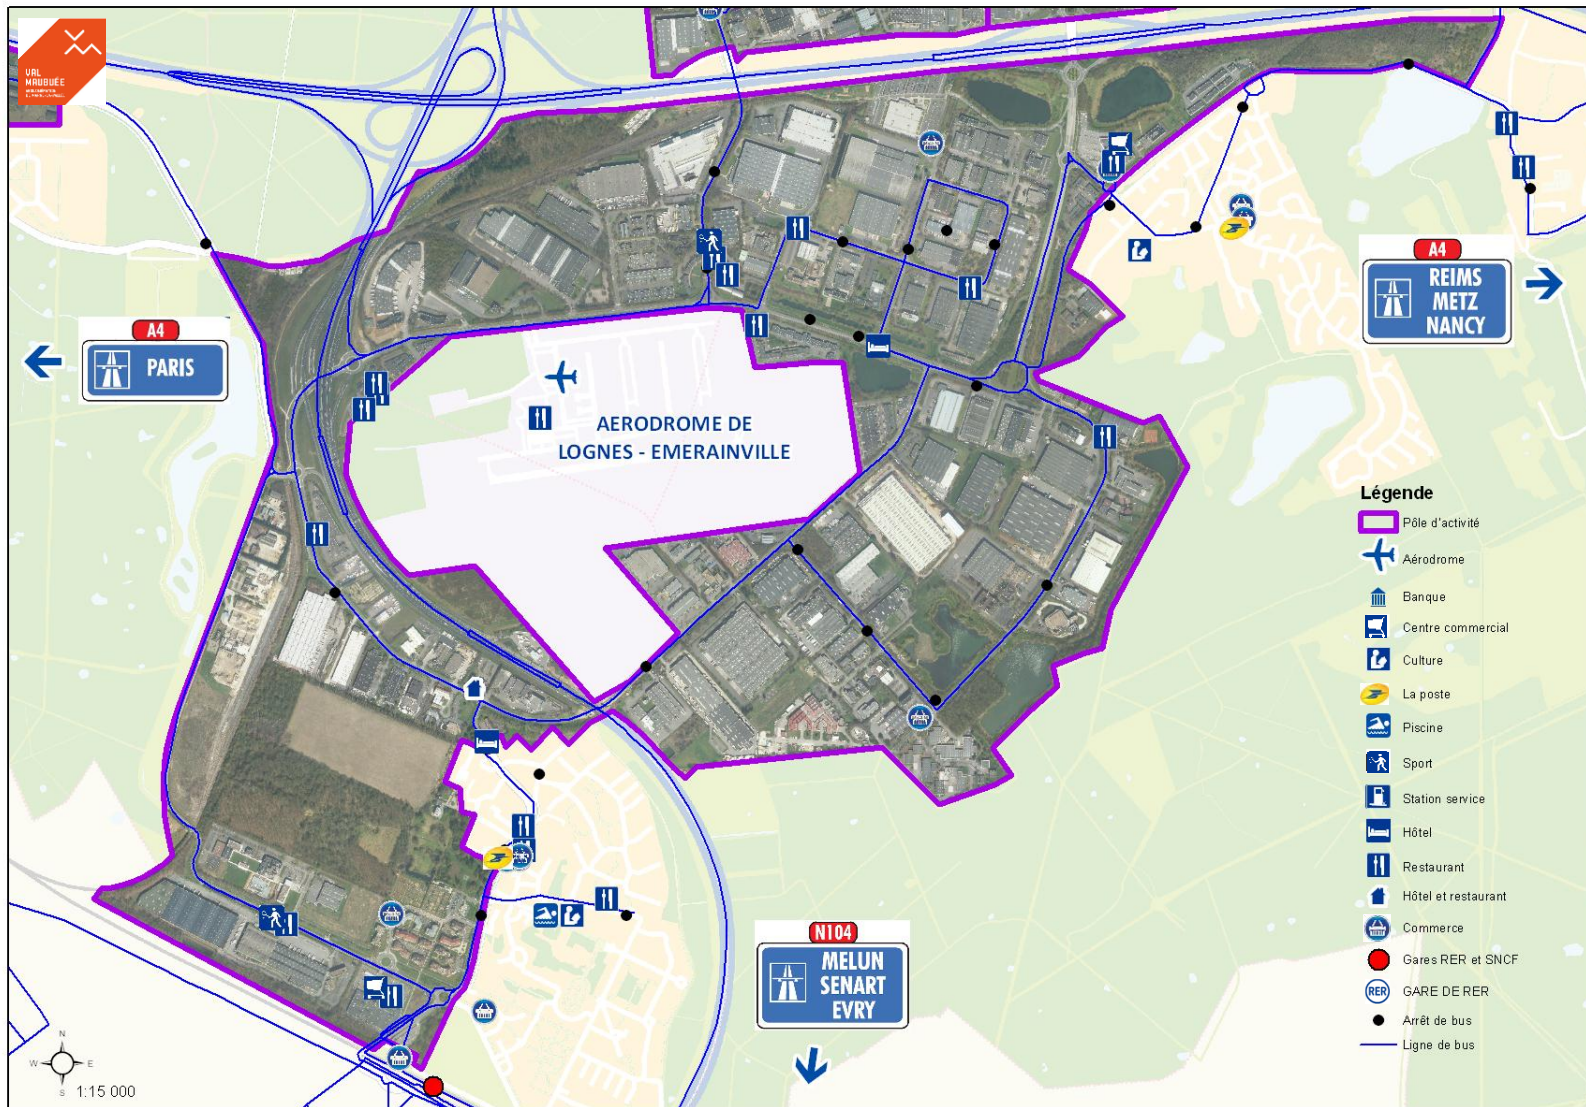 VAL
MAUBUÉE
A4
PARIS
AERODROME DE
LOGNES - EMERAINVILLE
A4
REIMS
METZ
NANCY
N104
MELUN
SENART
EVRY
Légende
Pôle d'activité
Aérodrome
Banque
Centre commercial
Culture
La poste
Piscine
Sport
Station service
Hôtel
Restaurant
Hôtel et restaurant
Commerce
Gares RER et SNCF
RER GARE DE RER
Arrêt de bus
Ligne de bus
N
W E
S
1:15 000